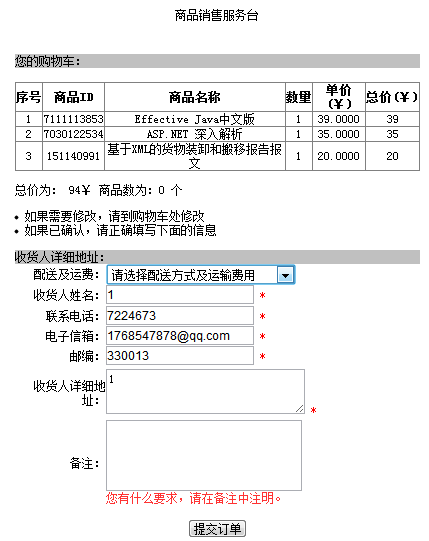 商品销售服务台
您的购物车:
序号 商品ID 商品名称 数量 单价(¥) 总价(¥)
1 7111113853 Effective Java中文版 1 39.0000 39
2 7030122534 ASP.NET 深入解析 1 35.0000 35
3 151140991 基于XML的货物装卸和搬移报告报文 1 20.0000 20
总价为: 94¥ 商品数为:0 个
• 如果需要修改，请到购物车处修改
• 如果已确认，请正确填写下面的信息
收货人详细地址:
配送及运费: 请选择配送方式及运输费用
收货人姓名: 1 *
联系电话: 7224673 *
电子信箱: 1768547878@qq.com *
邮编: 330013 *
收货人详细地址: 1 *
备注:
您有什么要求，请在备注中注明。
提交订单